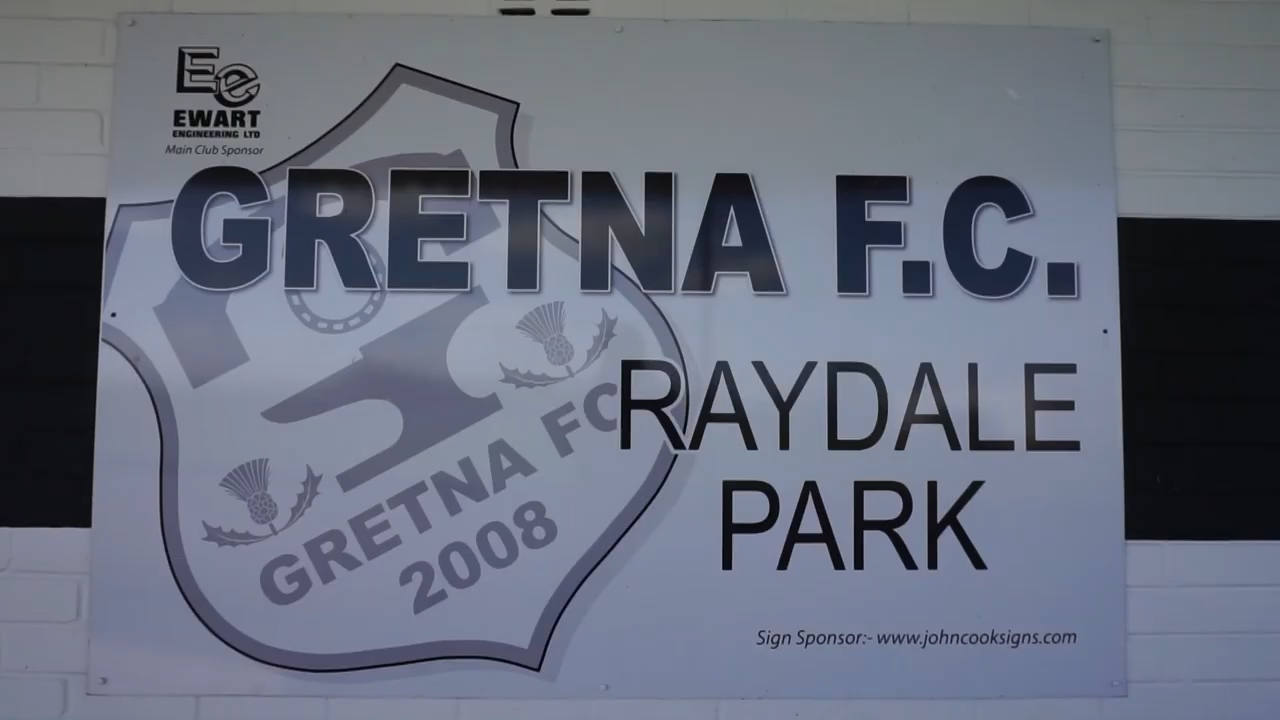 Ee
EWART
ENGINEERING LTD
Main Club Sponsor
GRETNA F.C.
RAYDALE
PARK
GRETNA FC
2008
Sign Sponsor:- www.johncooksigns.com